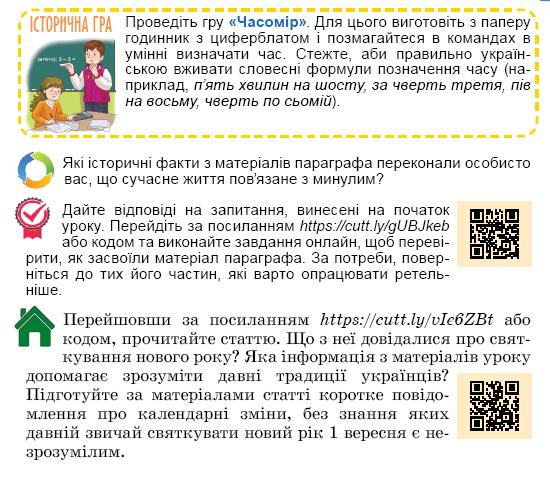 ІСТОРИЧНА ГРА
Проведіть гру «Часомір». Для цього виготовіть з паперу
годинник з циферблатом і позмагайтеся в командах в
умінні визначати час. Стежте, аби правильно україн-
ською вживати словесні формули позначення часу (на-
приклад, п’ять хвилин на шосту, за чверть третя, пів
на восьму, чверть по сьомій).
Які історичні факти з матеріалів параграфа переконали особисто
вас, що сучасне життя пов’язане з минулим?
Дайте відповіді на запитання, винесені на початок
уроку. Перейдіть за посиланням https://cutt.ly/gUBJkeb
або кодом та виконайте завдання онлайн, щоб переві-
рити, як засвоїли матеріал параграфа. За потреби, повер-
ніться до тих його частин, які варто опрацювати ретель-
ніше.
Перейшовши за посиланням https://cutt.ly/vIe6ZBt або
кодом, прочитайте статтю. Що з неї довідалися про свят-
кування нового року? Яка інформація з матеріалів уроку
допомагає зрозуміти давні традиції українців?
Підготуйте за матеріалами статті коротке повідо-
млення про календарні зміни, без знання яких
давній звичай святкувати новий рік 1 вересня є не-
зрозумілим.